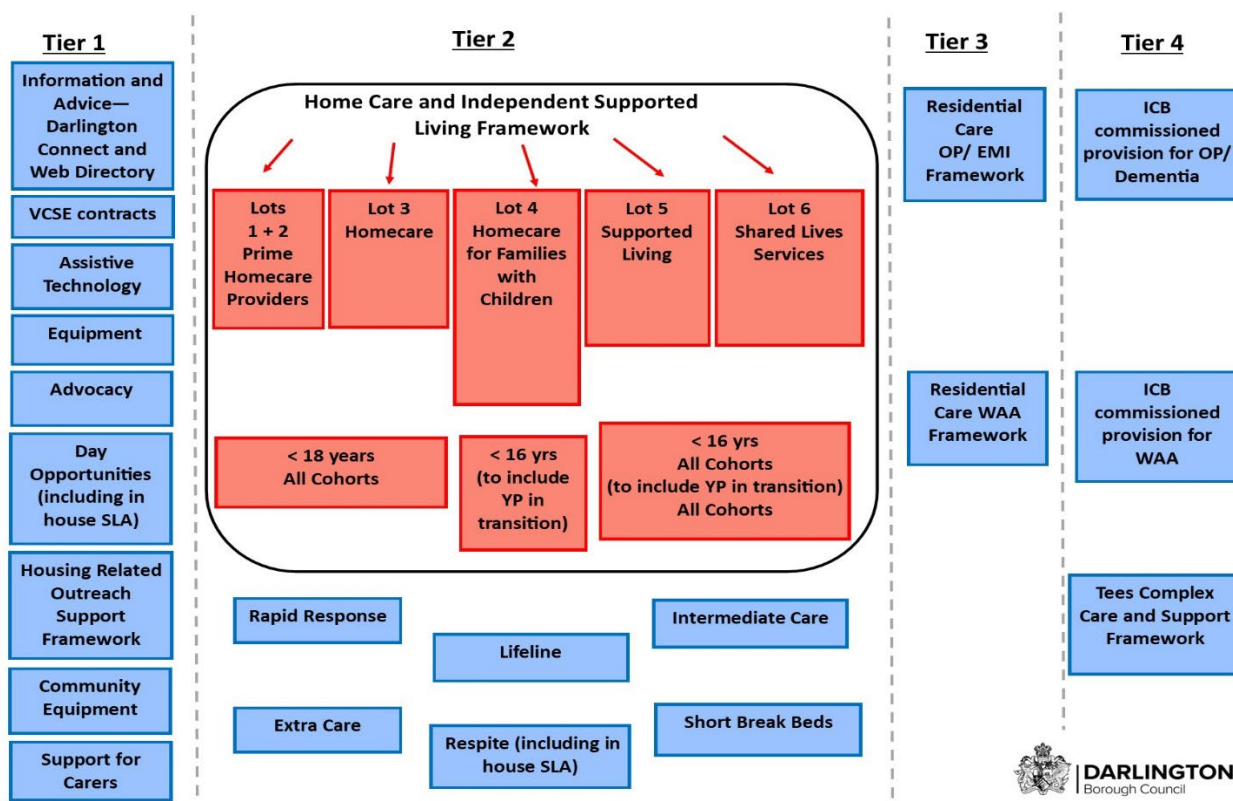 Tier 1
Information and
Advice—
Darlington
Connect and
Web Directory
VCSE contracts
Assistive
Technology
Equipment
Advocacy
Day
Opportunities
(including in
house SLA)
Housing Related
Outreach
Support
Framework
Community
Equipment
Support for
Carers
Tier 2
Home Care and Independent Supported
Living Framework
Lots
1 + 2
Prime
Homecare
Providers
Lot 3
Homecare
Lot 4
Homecare
for Families
with
Children
Lot 5
Supported
Living
Lot 6
Shared Lives
Services
< 18 years
All Cohorts
< 16 yrs
(to include
YP in
transition)
< 16 yrs
All Cohorts
(to include YP in transition)
All Cohorts
Rapid Response
Lifeline
Intermediate Care
Extra Care
Respite (including in
house SLA)
Short Break Beds
Tier 3
Residential
Care
OP/ EMI
Framework
Residential
Care WAA
Framework
Tier 4
ICB
commissioned
provision for OP/
Dementia
ICB
commissioned
provision for
WAA
Tees Complex
Care and Support
Framework
DARLINGTON
Borough Council